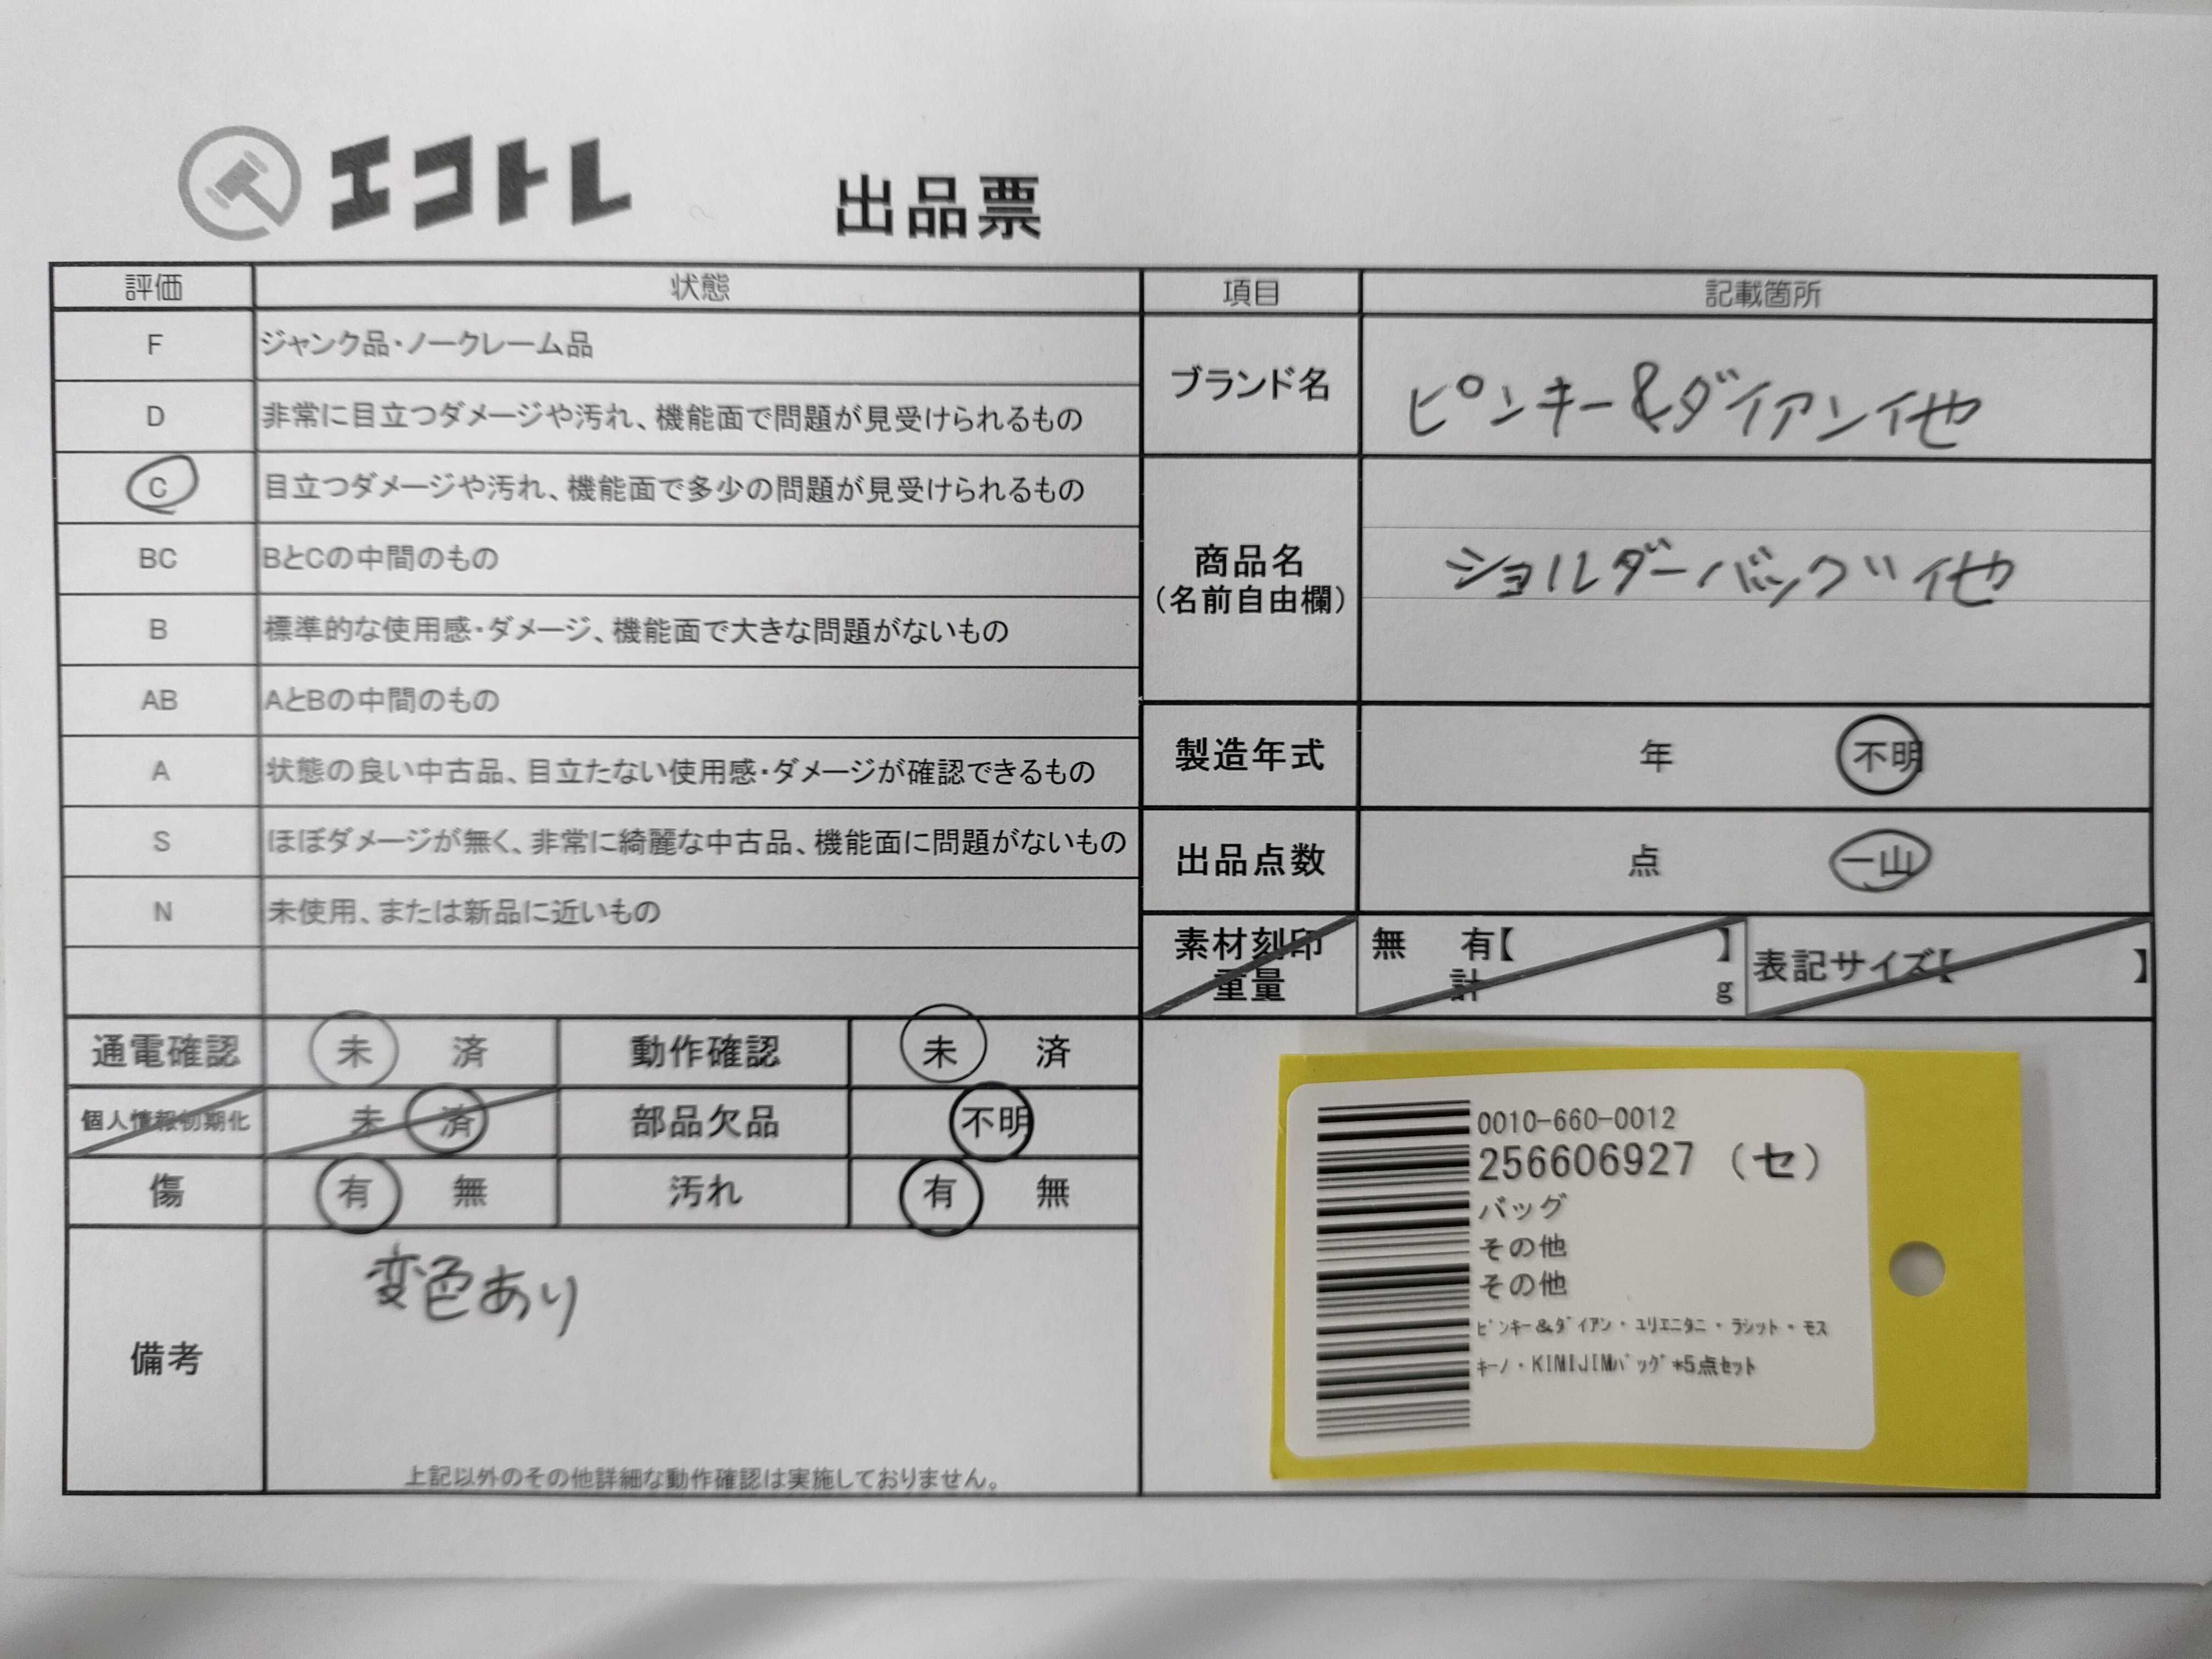 エコトレ 出品票
評価 状態
F ジャンク品・ノークレーム品
D 非常に目立つダメージや汚れ、機能面で問題が見受けられるもの
C 目立つダメージや汚れ、機能面で多少の問題が見受けられるもの
BC BとCの中間のもの
B 標準的な使用感・ダメージ、機能面で大きな問題がないもの
AB AとBの中間のもの
A 状態の良い中古品、目立たない使用感・ダメージが確認できるもの
S ほぼダメージが無く、非常に綺麗な中古品、機能面に問題がないもの
N 未使用、または新品に近いもの
通電確認 未 済 動作確認 未 済
個人情報初期化 未 済 部品欠品 不明
傷 有 無 汚れ 有 無
備考
変色あり
上記以外のその他詳細な動作確認は実施しておりません。
項目 記載箇所
ブランド名 ピンキー&ダイアン他
商品名
(名前自由欄)
ショルダーバッグ他
製造年式 年 不明
出品点数 点 一山
素材刻印 無 有【 】
重量 計 g
表記サイズ【 】
0010-660-0012
256606927 (セ)
バッグ
その他
その他
ﾋﾟﾝｷｰ&ﾀﾞｲｱﾝ・ﾕﾘｴﾆﾀﾆ・ﾗｼｯﾄ・ﾓｽ
ｷｰﾉ・KIMIJIMﾊﾞｯｸﾞ*5点ｾｯﾄ